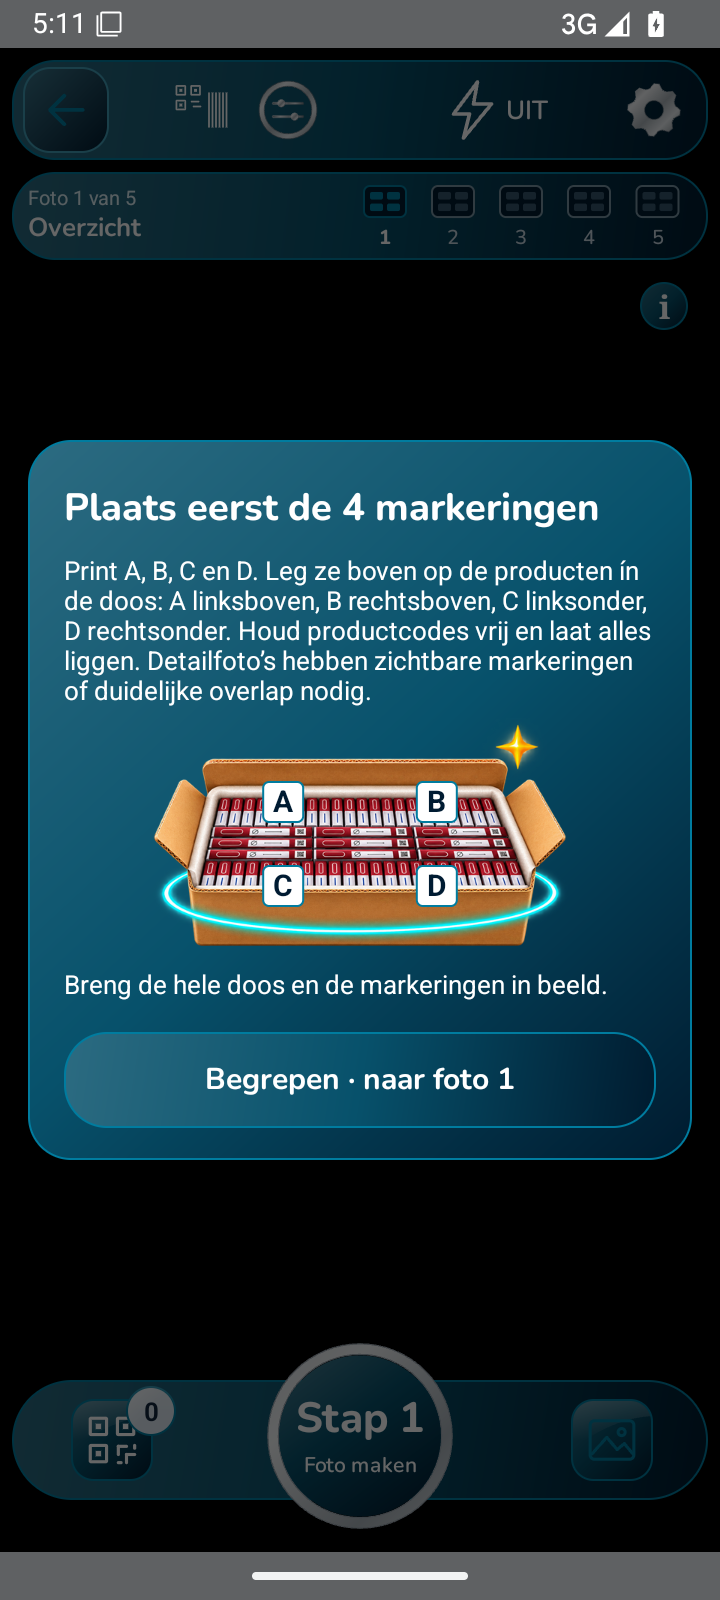 5:11
3G
UIT
Foto 1 van 5
Overzicht
1 2 3 4 5
i
Plaats eerst de 4 markeringen
Print A, B, C en D. Leg ze boven op de producten ín
de doos: A linksboven, B rechtsboven, C linksonder,
D rechtsonder. Houd productcodes vrij en laat alles
liggen. Detailfoto’s hebben zichtbare markeringen
of duidelijke overlap nodig.
A B
C D
Breng de hele doos en de markeringen in beeld.
Begrepen · naar foto 1
0
Stap 1
Foto maken